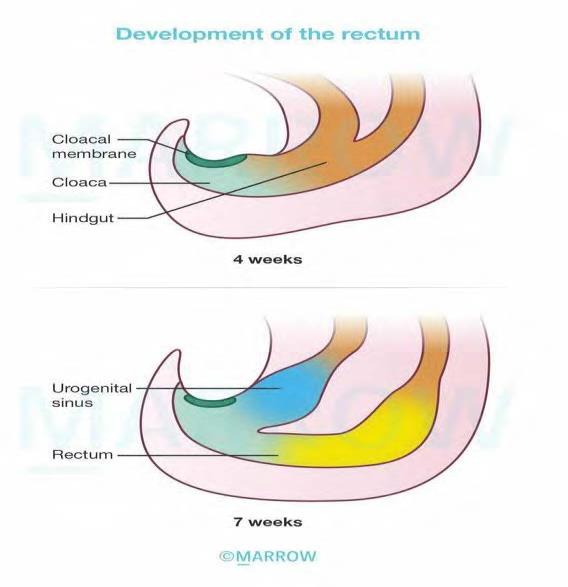 Development of the rectum
Cloacal
membrane
Cloaca
Hindgut
4 weeks
Urogenital
sinus
Rectum
7 weeks
©MARROW
MARROW
MARROW